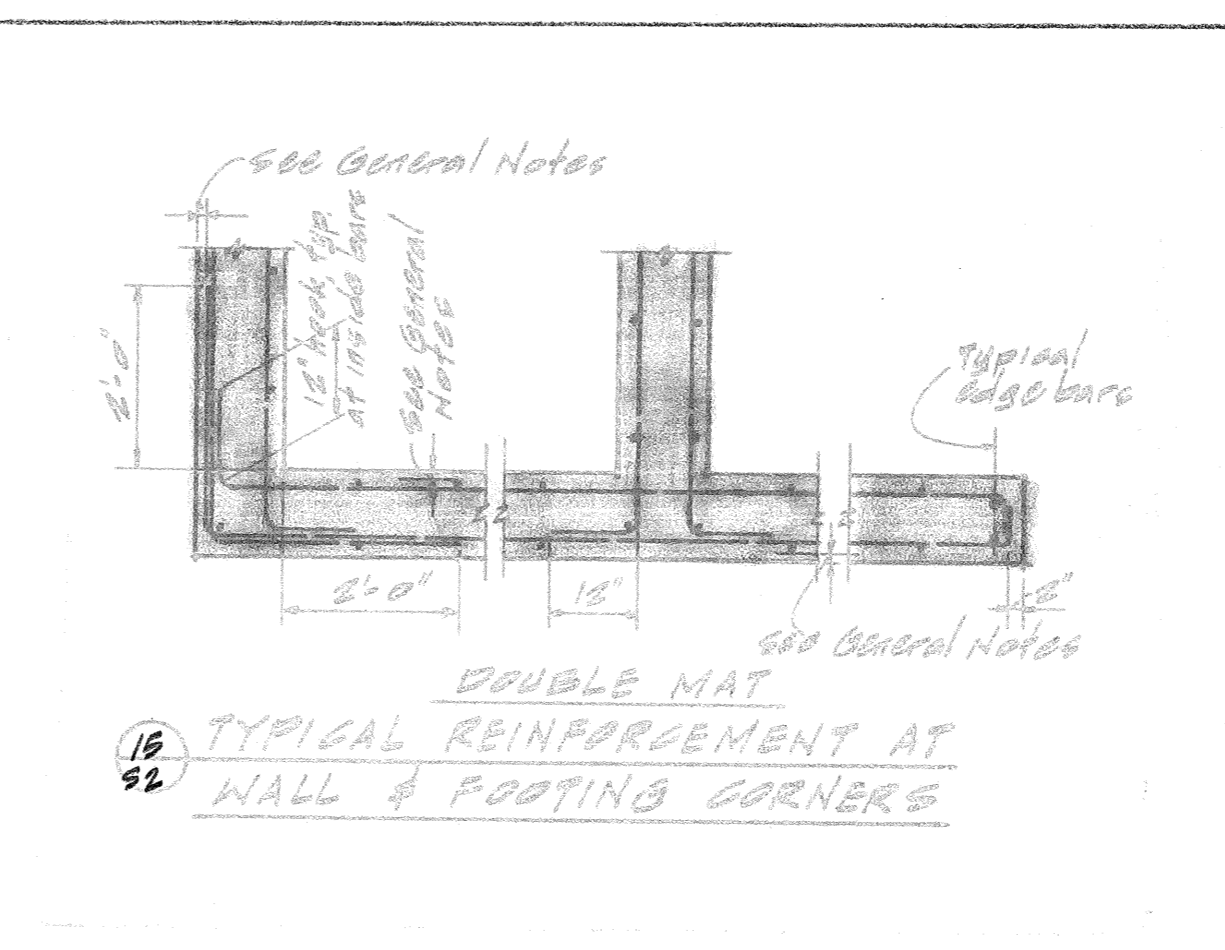 See General Notes
12" hook, typ.
at inside bars
See General
Notes
2'-0"
Typical
edge bars
2'-0"
12"
2"
See General Notes
DOUBLE MAT
15
S2
TYPICAL REINFORCEMENT AT
WALL & FOOTING CORNERS